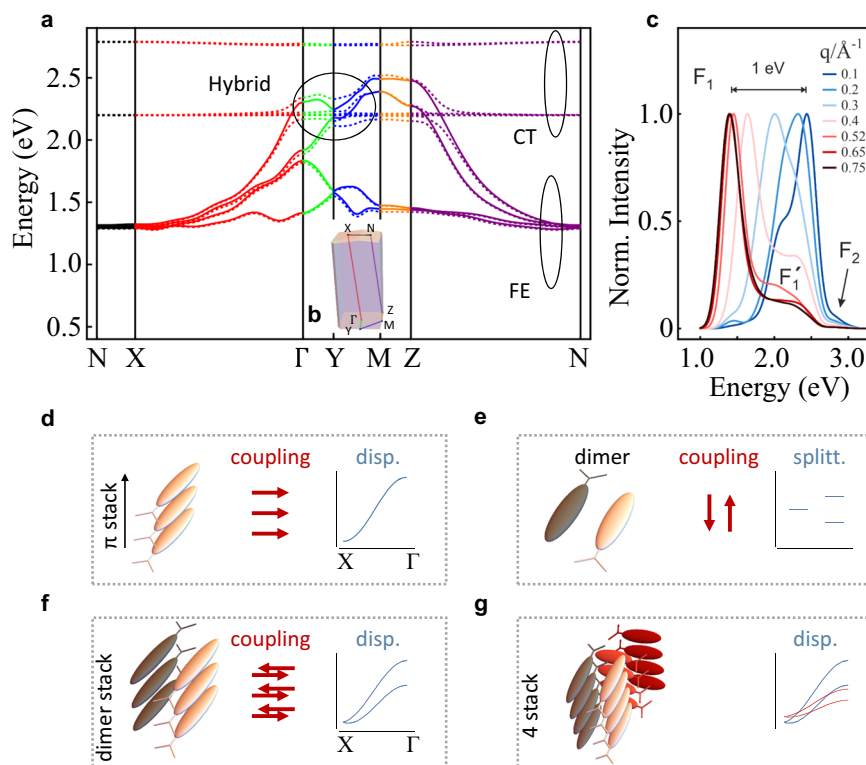 a
Energy (eV)
2.5
2.0
1.5
1.0
0.5
Hybrid
CT
FE
b
X N
Γ
Y
Z
M
N X Γ Y M Z N
c
q/Å⁻¹
0.1
0.2
0.3
0.4
0.52
0.65
0.75
F₁
1 eV
Norm. Intensity
1.0
0.5
0
F₁′
F₂
1.0 2.0 3.0
Energy (eV)
d
π stack
coupling
disp.
X Γ
e
dimer
coupling
splitt.
f
dimer stack
coupling
disp.
X Γ
g
4 stack
disp.